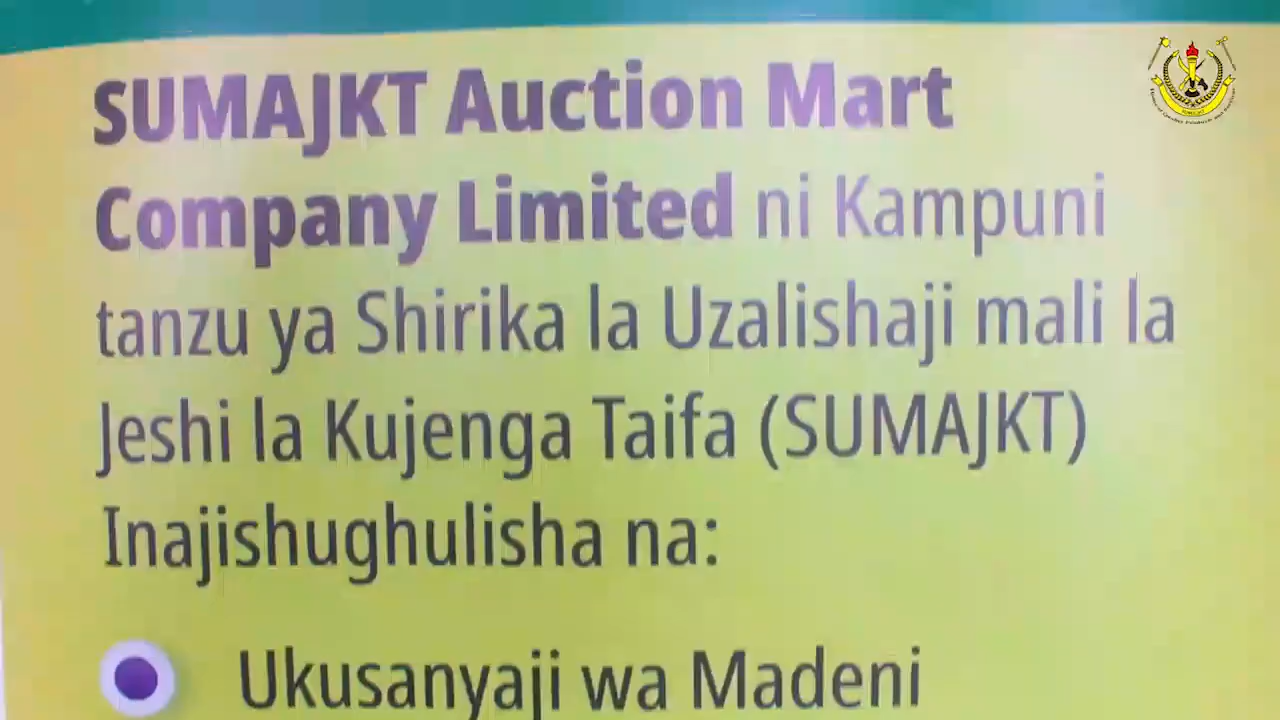 SUMAJKT Auction Mart
Company Limited ni Kampuni
tanzu ya Shirika la Uzalishaji mali la
Jeshi la Kujenga Taifa (SUMAJKT)
Inajishughulisha na:
Ukusanyaji wa Madeni